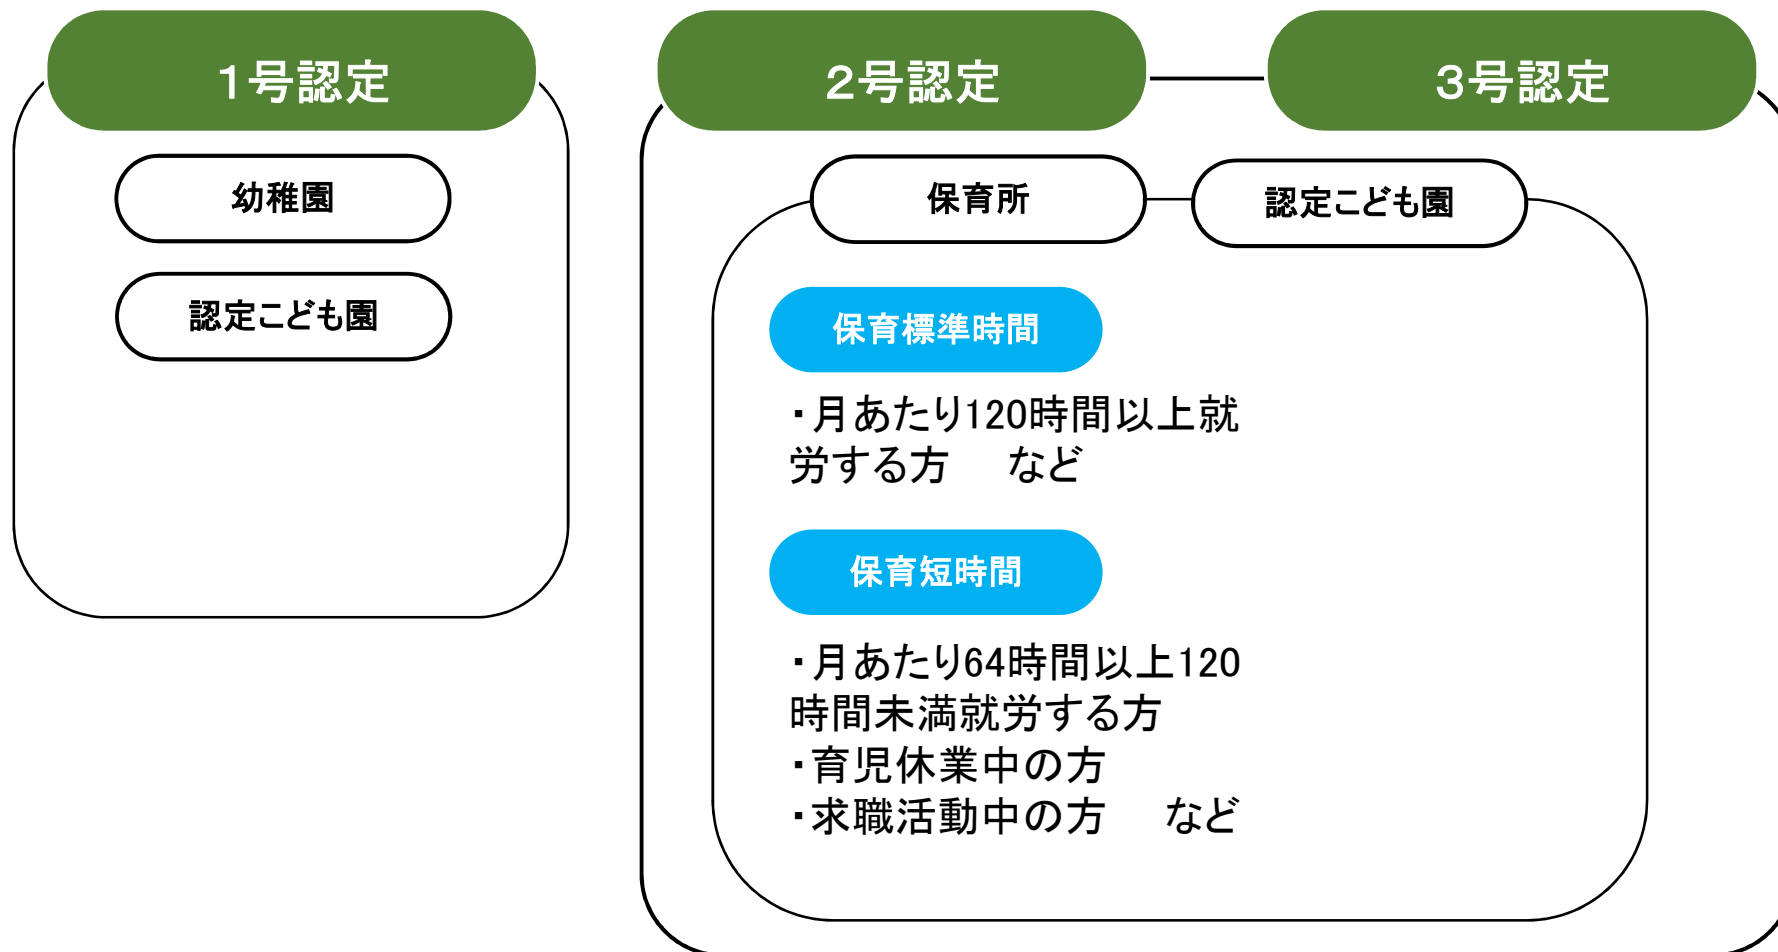 １号認定
幼稚園
認定こども園
２号認定
３号認定
保育所
認定こども園
保育標準時間
・月あたり120時間以上就
労する方　など
保育短時間
・月あたり64時間以上120
時間未満就労する方
・育児休業中の方
・求職活動中の方　など